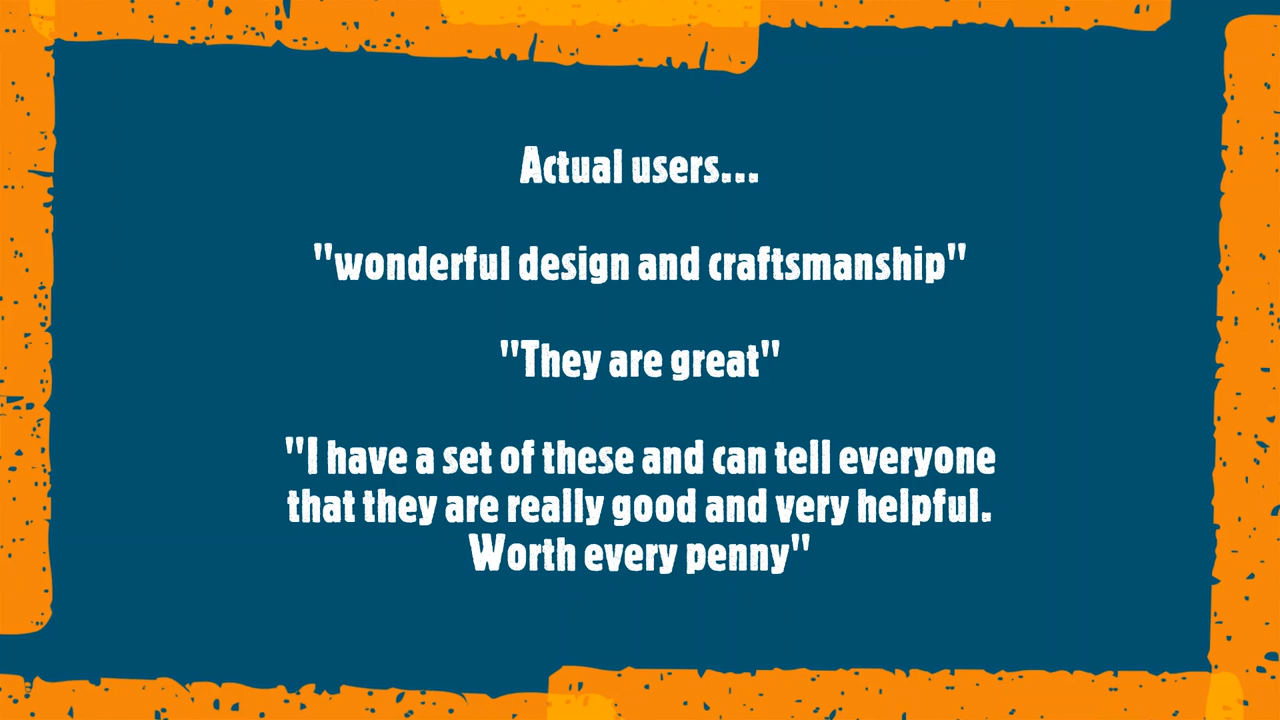 Actual users...
"wonderful design and craftsmanship"
"They are great"
"I have a set of these and can tell everyone
that they are really good and very helpful.
Worth every penny"